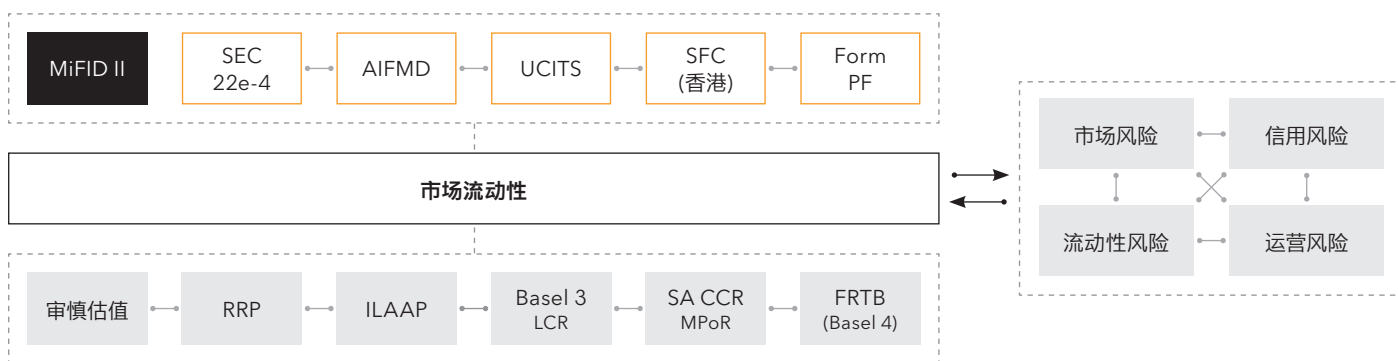 MiFID II
SEC
22e-4
AIFMD
UCITS
SFC
(香港)
Form
PF
市场流动性
市场风险
信用风险
流动性风险
运营风险
审慎估值
RRP
ILAAP
Basel 3
LCR
SA CCR
MPoR
FRTB
(Basel 4)